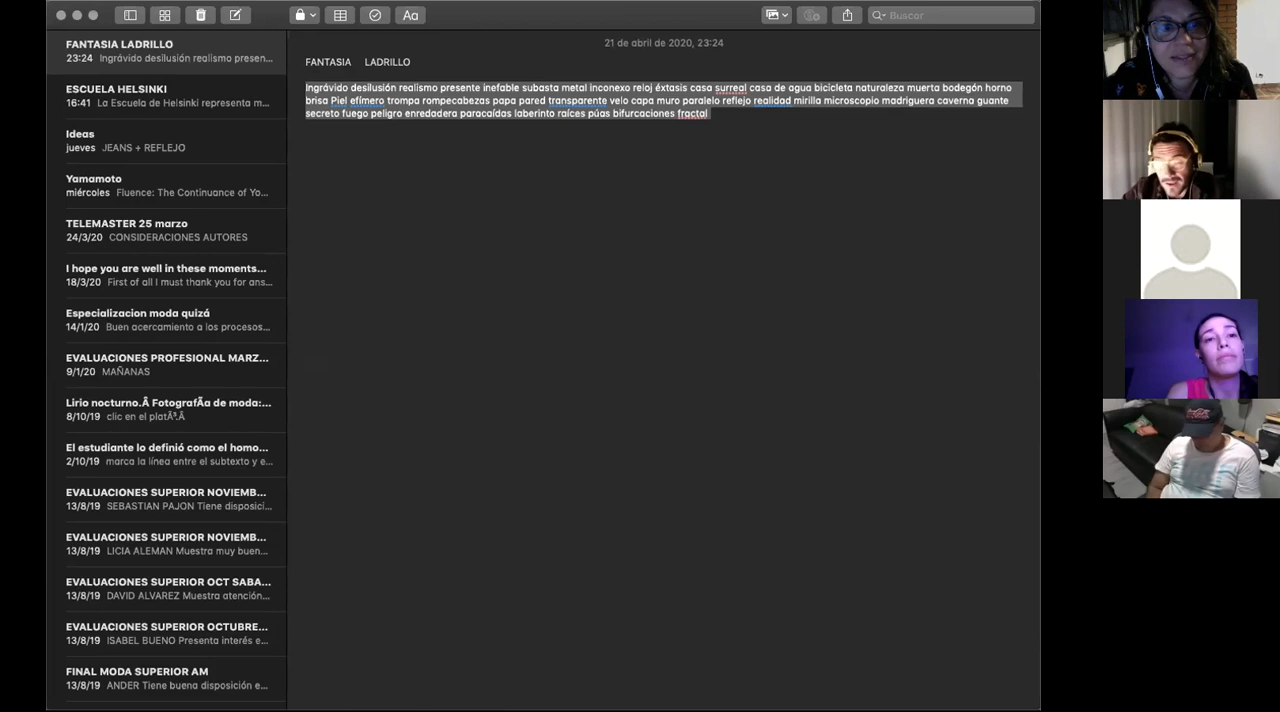 Aa
Buscar
FANTASIA LADRILLO
23:24 Ingrávido desilusión realismo presen...
ESCUELA HELSINKI
16:41 La Escuela de Helsinki representa m...
Ideas
jueves JEANS + REFLEJO
Yamamoto
miércoles Fluence: The Continuance of Yo...
TELEMASTER 25 marzo
24/3/20 CONSIDERACIONES AUTORES
I hope you are well in these moments...
18/3/20 First of all I must thank you for ans...
Especializacion moda quizá
14/1/20 Buen acercamiento a los procesos...
EVALUACIONES PROFESIONAL MARZ...
9/1/20 MAÑANAS
Lirio nocturno.Â FotografÃa de moda:...
8/10/19 clic en el platÃ³.Â
El estudiante lo definió como el homo...
2/10/19 marca la línea entre el subtexto y e...
EVALUACIONES SUPERIOR NOVIEMB...
13/8/19 SEBASTIAN PAJON Tiene disposici...
EVALUACIONES SUPERIOR NOVIEMB...
13/8/19 LICIA ALEMAN Muestra muy buen...
EVALUACIONES SUPERIOR OCT SABA...
13/8/19 DAVID ALVAREZ Muestra atención...
EVALUACIONES SUPERIOR OCTUBRE...
13/8/19 ISABEL BUENO Presenta interés e...
FINAL MODA SUPERIOR AM
13/8/19 ANDER Tiene buena disposición e...
21 de abril de 2020, 23:24
FANTASIA LADRILLO
Ingrávido desilusión realismo presente inefable subasta metal inconexo reloj éxtasis casa surreal casa de agua bicicleta naturaleza muerta bodegón horno
brisa Piel efímero trompa rompecabezas papa pared transparente velo capa muro paralelo reflejo realidad mirilla microscopio madriguera caverna guante
secreto fuego peligro enredadera paracaídas laberinto raíces púas bifurcaciones fractal